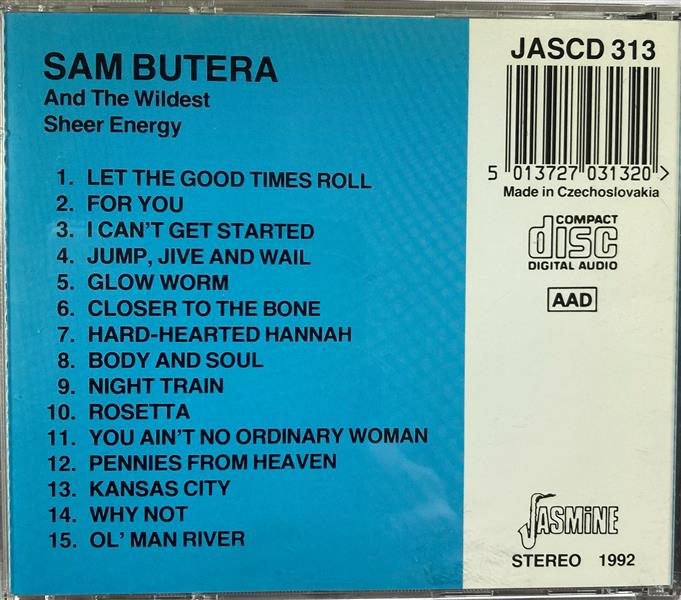 SAM BUTERA
And The Wildest
Sheer Energy
1. LET THE GOOD TIMES ROLL
2. FOR YOU
3. I CAN'T GET STARTED
4. JUMP, JIVE AND WAIL
5. GLOW WORM
6. CLOSER TO THE BONE
7. HARD-HEARTED HANNAH
8. BODY AND SOUL
9. NIGHT TRAIN
10. ROSETTA
11. YOU AIN'T NO ORDINARY WOMAN
12. PENNIES FROM HEAVEN
13. KANSAS CITY
14. WHY NOT
15. OL' MAN RIVER
JASCD 313
5 013727 031320 >
Made in Czechoslovakia
COMPACT
disc
DIGITAL AUDIO
AAD
JASMINE
STEREO 1992